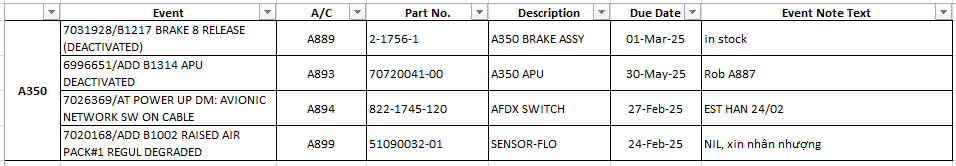 Event A/C Part No. Description Due Date Event Note Text
A350
7031928/B1217 BRAKE 8 RELEASE
(DEACTIVATED) A889 2-1756-1 A350 BRAKE ASSY 01-Mar-25 in stock
6996651/ADD B1314 APU
DEACTIVATED A893 70720041-00 A350 APU 30-May-25 Rob A887
7026369/AT POWER UP DM: AVIONIC
NETWORK SW ON CABLE A894 822-1745-120 AFDX SWITCH 27-Feb-25 EST HAN 24/02
7020168/ADD B1002 RAISED AIR
PACK#1 REGUL DEGRADED A899 51090032-01 SENSOR-FLO 24-Feb-25 NIL, xin nhân nhượng